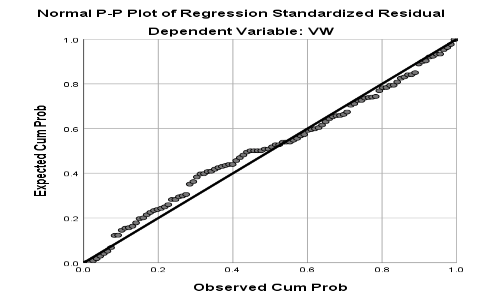 Normal P-P Plot of Regression Standardized Residual
Dependent Variable: VW
Expected Cum Prob
1.0
0.8
0.6
0.4
0.2
0.0
0.0 0.2 0.4 0.6 0.8 1.0
Observed Cum Prob